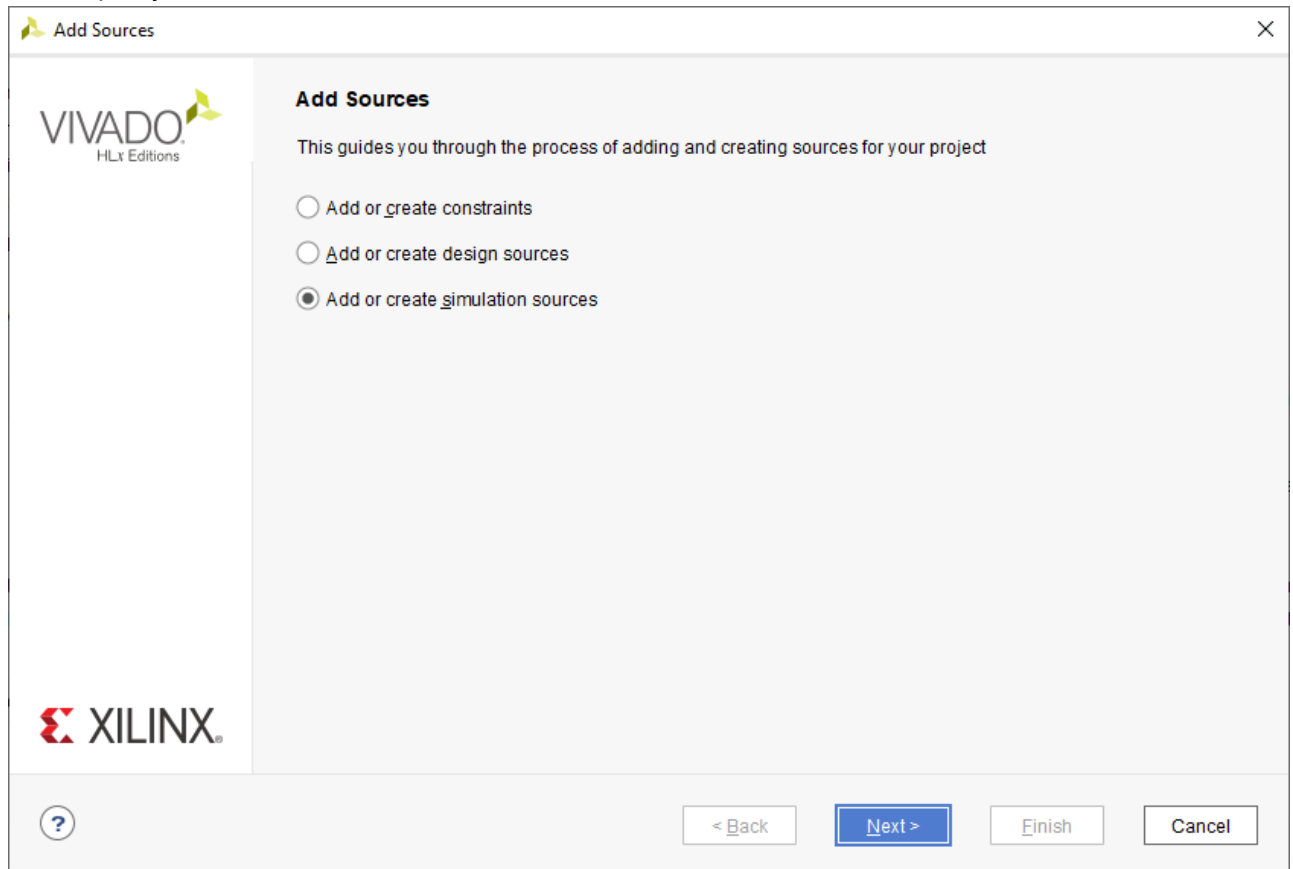 Add Sources
VIVADO.
HLx Editions
Add Sources
This guides you through the process of adding and creating sources for your project
Add or create constraints
Add or create design sources
Add or create simulation sources
XILINX.
?
< Back
Next >
Finish
Cancel